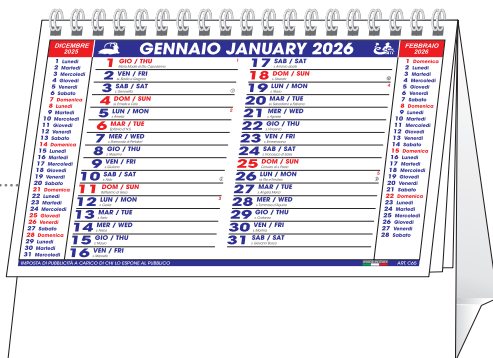 DICEMBRE
2025
1 Lunedì
2 Martedì
3 Mercoledì
4 Giovedì
5 Venerdì
6 Sabato
7 Domenica
8 Lunedì
9 Martedì
10 Mercoledì
11 Giovedì
12 Venerdì
13 Sabato
14 Domenica
15 Lunedì
16 Martedì
17 Mercoledì
18 Giovedì
19 Venerdì
20 Sabato
21 Domenica
22 Lunedì
23 Martedì
24 Mercoledì
25 Giovedì
26 Venerdì
27 Sabato
28 Domenica
29 Lunedì
30 Martedì
31 Mercoledì
GENNAIO JANUARY 2026
1 GIO / THU
2 VEN / FRI
3 SAB / SAT
4 DOM / SUN
5 LUN / MON
6 MAR / TUE
7 MER / WED
8 GIO / THU
9 VEN / FRI
10 SAB / SAT
11 DOM / SUN
12 LUN / MON
13 MAR / TUE
14 MER / WED
15 GIO / THU
16 VEN / FRI
17 SAB / SAT
18 DOM / SUN
19 LUN / MON
20 MAR / TUE
21 MER / WED
22 GIO / THU
23 VEN / FRI
24 SAB / SAT
25 DOM / SUN
26 LUN / MON
27 MAR / TUE
28 MER / WED
29 GIO / THU
30 VEN / FRI
31 SAB / SAT
FEBBRAIO
2026
1 Domenica
2 Lunedì
3 Martedì
4 Mercoledì
5 Giovedì
6 Venerdì
7 Sabato
8 Domenica
9 Lunedì
10 Martedì
11 Mercoledì
12 Giovedì
13 Venerdì
14 Sabato
15 Domenica
16 Lunedì
17 Martedì
18 Mercoledì
19 Giovedì
20 Venerdì
21 Sabato
22 Domenica
23 Lunedì
24 Martedì
25 Mercoledì
26 Giovedì
27 Venerdì
28 Sabato
IMPOSTA DI PUBBLICITÀ A CARICO DI CHI LO ESPONE AL PUBBLICO
ART. C65